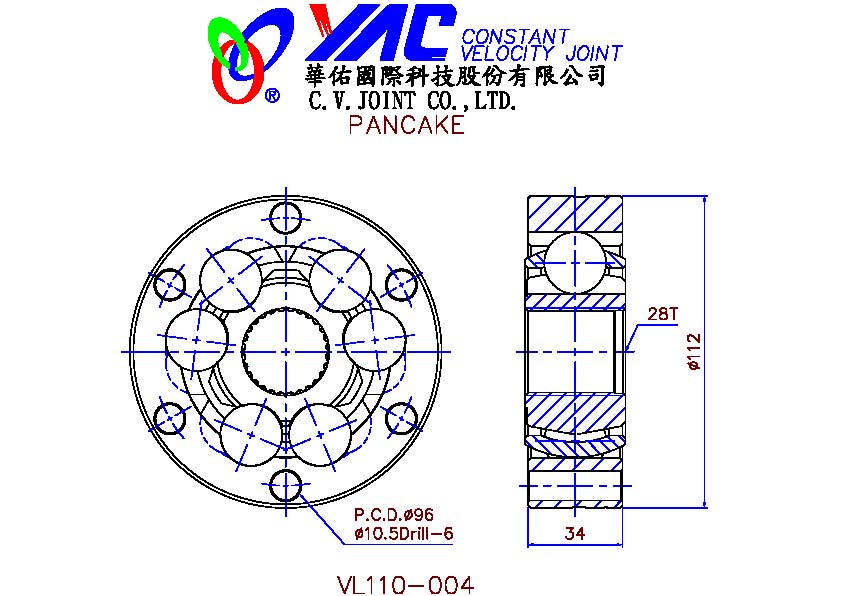 YAC CONSTANT
VELOCITY JOINT
®
華佑國際科技股份有限公司
C.V.JOINT CO.,LTD.
PANCAKE
28T
ø112
P.C.D.ø96
ø10.5Drill-6
34
VL110-004